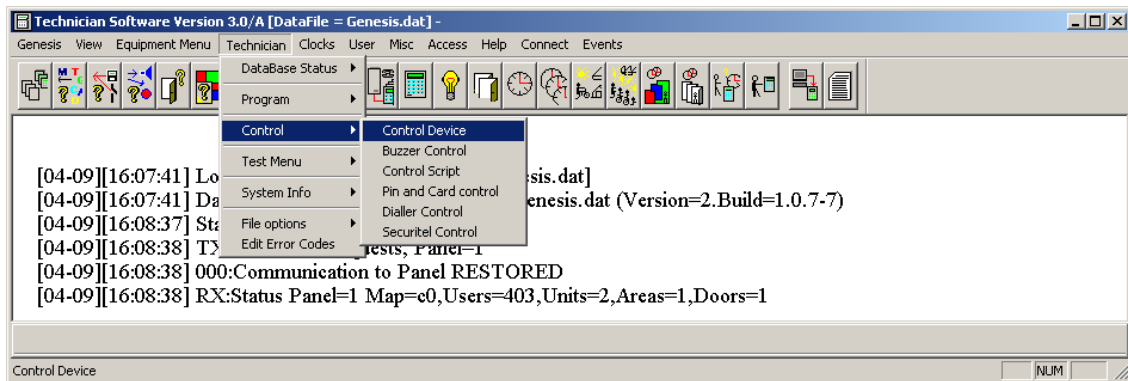 Technician Software Version 3.0/A [DataFile = Genesis.dat] -
Genesis View Equipment Menu Technician Clocks User Misc Access Help Connect Events
DataBase Status
Program
Control
Test Menu
System Info
File options
Edit Error Codes
Control Device
Buzzer Control
Control Script
Pin and Card control
Dialler Control
Securitel Control
[04-09][16:07:41] Lo sis.dat]
[04-09][16:07:41] Da enesis.dat (Version=2.Build=1.0.7-7)
[04-09][16:08:37] Sta
[04-09][16:08:38] TX ests, Panel=1
[04-09][16:08:38] 000:Communication to Panel RESTORED
[04-09][16:08:38] RX:Status Panel=1 Map=c0,Users=403,Units=2,Areas=1,Doors=1
Control Device NUM